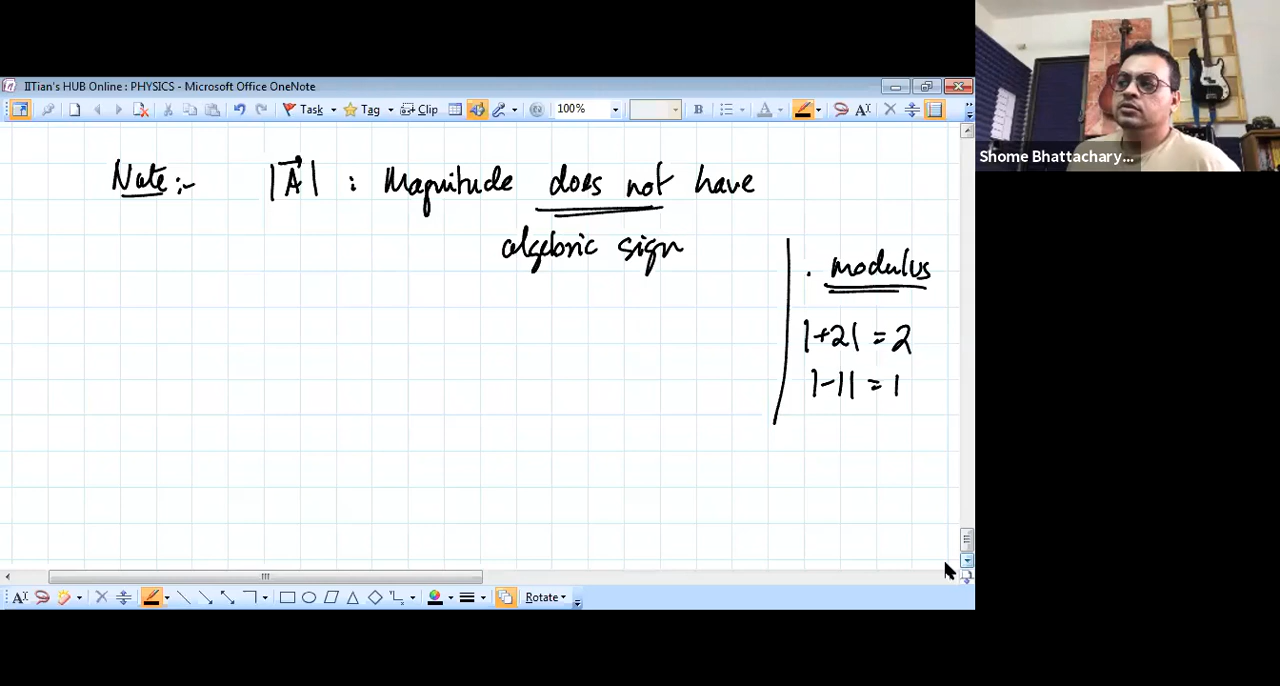 IITian's HUB Online : PHYSICS - Microsoft Office OneNote
Task Tag Clip 100% B A A
Note :- |A⃗| : Magnitude does not have
algebric sign
. modulus
|+2| = 2
|-1| = 1
Shome Bhattachary...
A Rotate